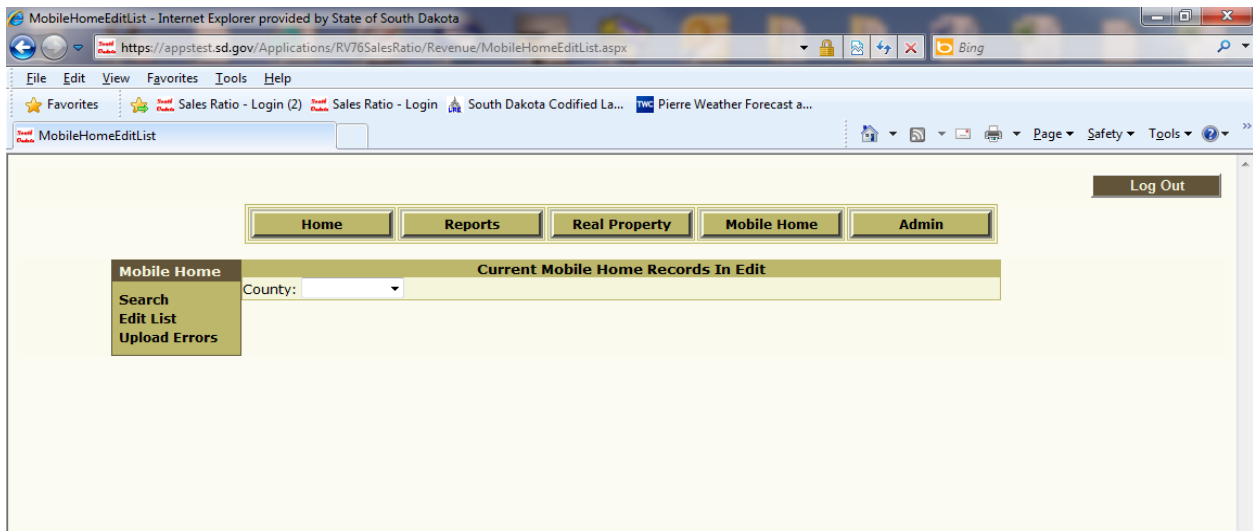 MobileHomeEditList - Internet Explorer provided by State of South Dakota
https://appstest.sd.gov/Applications/RV76SalesRatio/Revenue/MobileHomeEditList.aspx
Bing
File Edit View Favorites Tools Help
Favorites Sales Ratio - Login (2) Sales Ratio - Login South Dakota Codified La... TWC Pierre Weather Forecast a...
MobileHomeEditList
Page Safety Tools
Log Out
Home Reports Real Property Mobile Home Admin
Mobile Home
Current Mobile Home Records In Edit
County:
Search
Edit List
Upload Errors